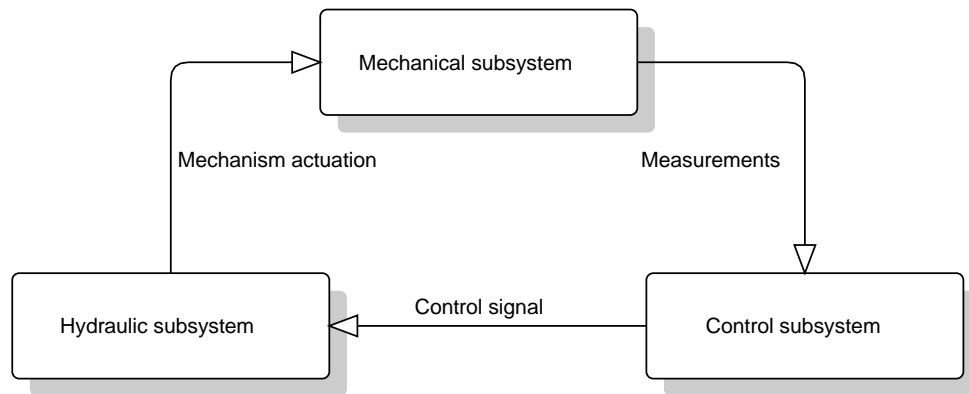 Mechanical subsystem
Mechanism actuation
Measurements
Control signal
Hydraulic subsystem
Control subsystem